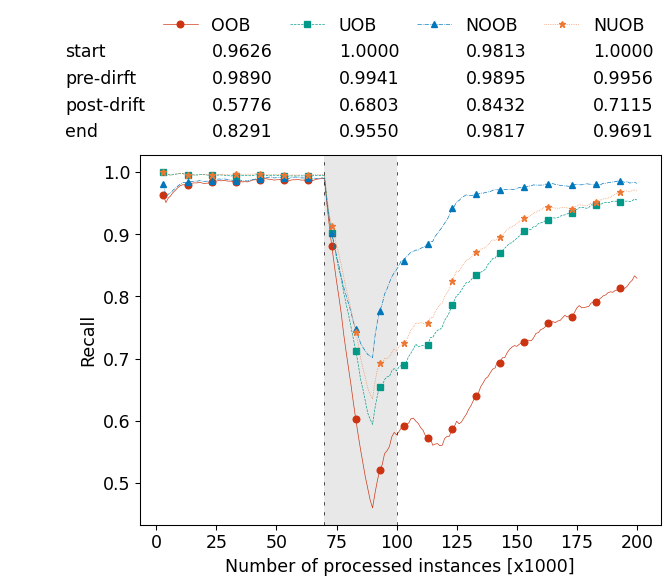 OOB UOB NOOB NUOB
start 0.9626 1.0000 0.9813 1.0000
pre-dirft 0.9890 0.9941 0.9895 0.9956
post-drift 0.5776 0.6803 0.8432 0.7115
end 0.8291 0.9550 0.9817 0.9691
1.0
0.9
0.8
0.7
0.6
0.5
Recall
0 25 50 75 100 125 150 175 200
Number of processed instances [x1000]